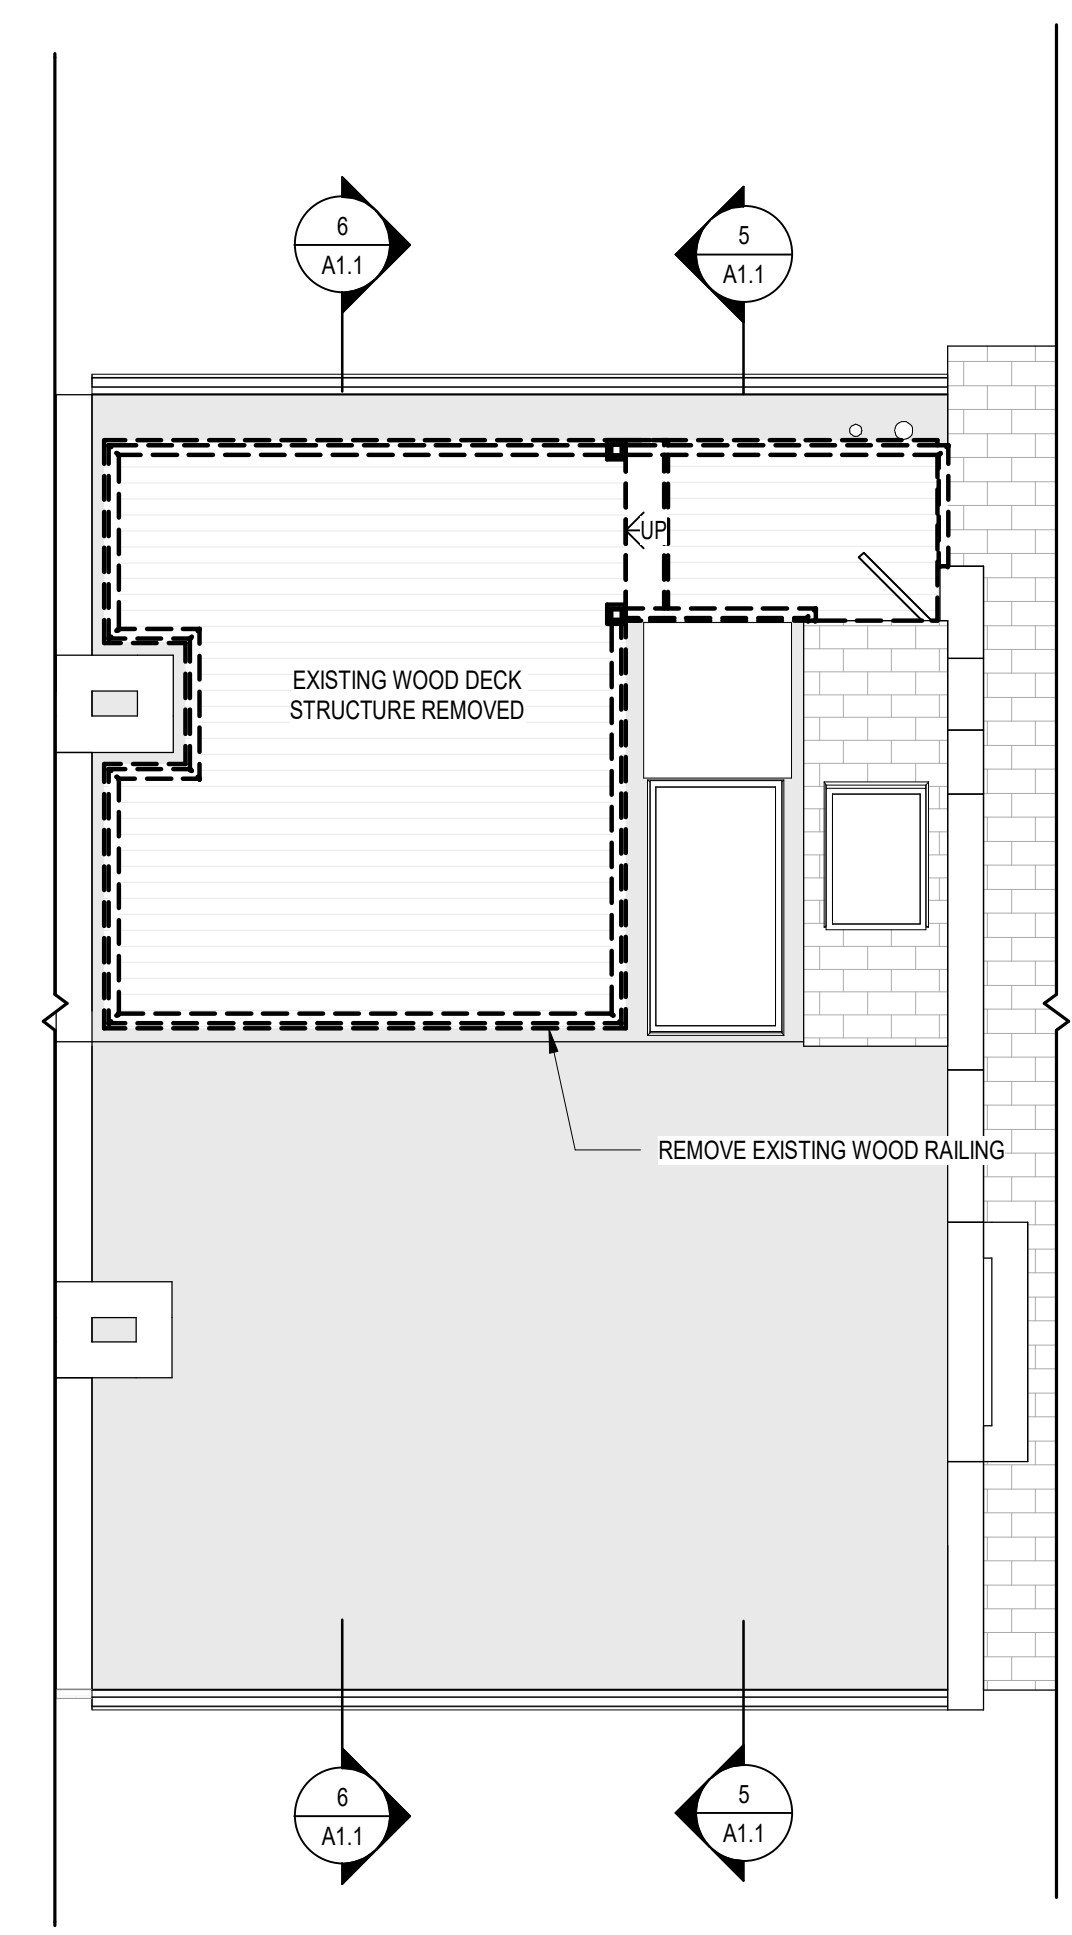 6
A1.1
5
A1.1
UP
EXISTING WOOD DECK
STRUCTURE REMOVED
REMOVE EXISTING WOOD RAILING
6
A1.1
5
A1.1